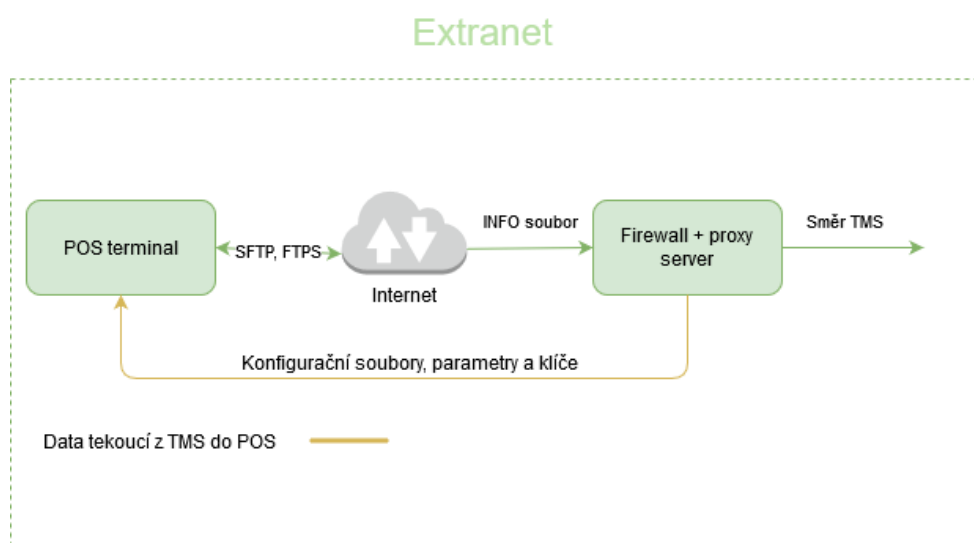 Extranet
POS terminal
SFTP, FTPS
Internet
INFO soubor
Firewall + proxy
server
Směr TMS
Konfigurační soubory, parametry a klíče
Data tekoucí z TMS do POS